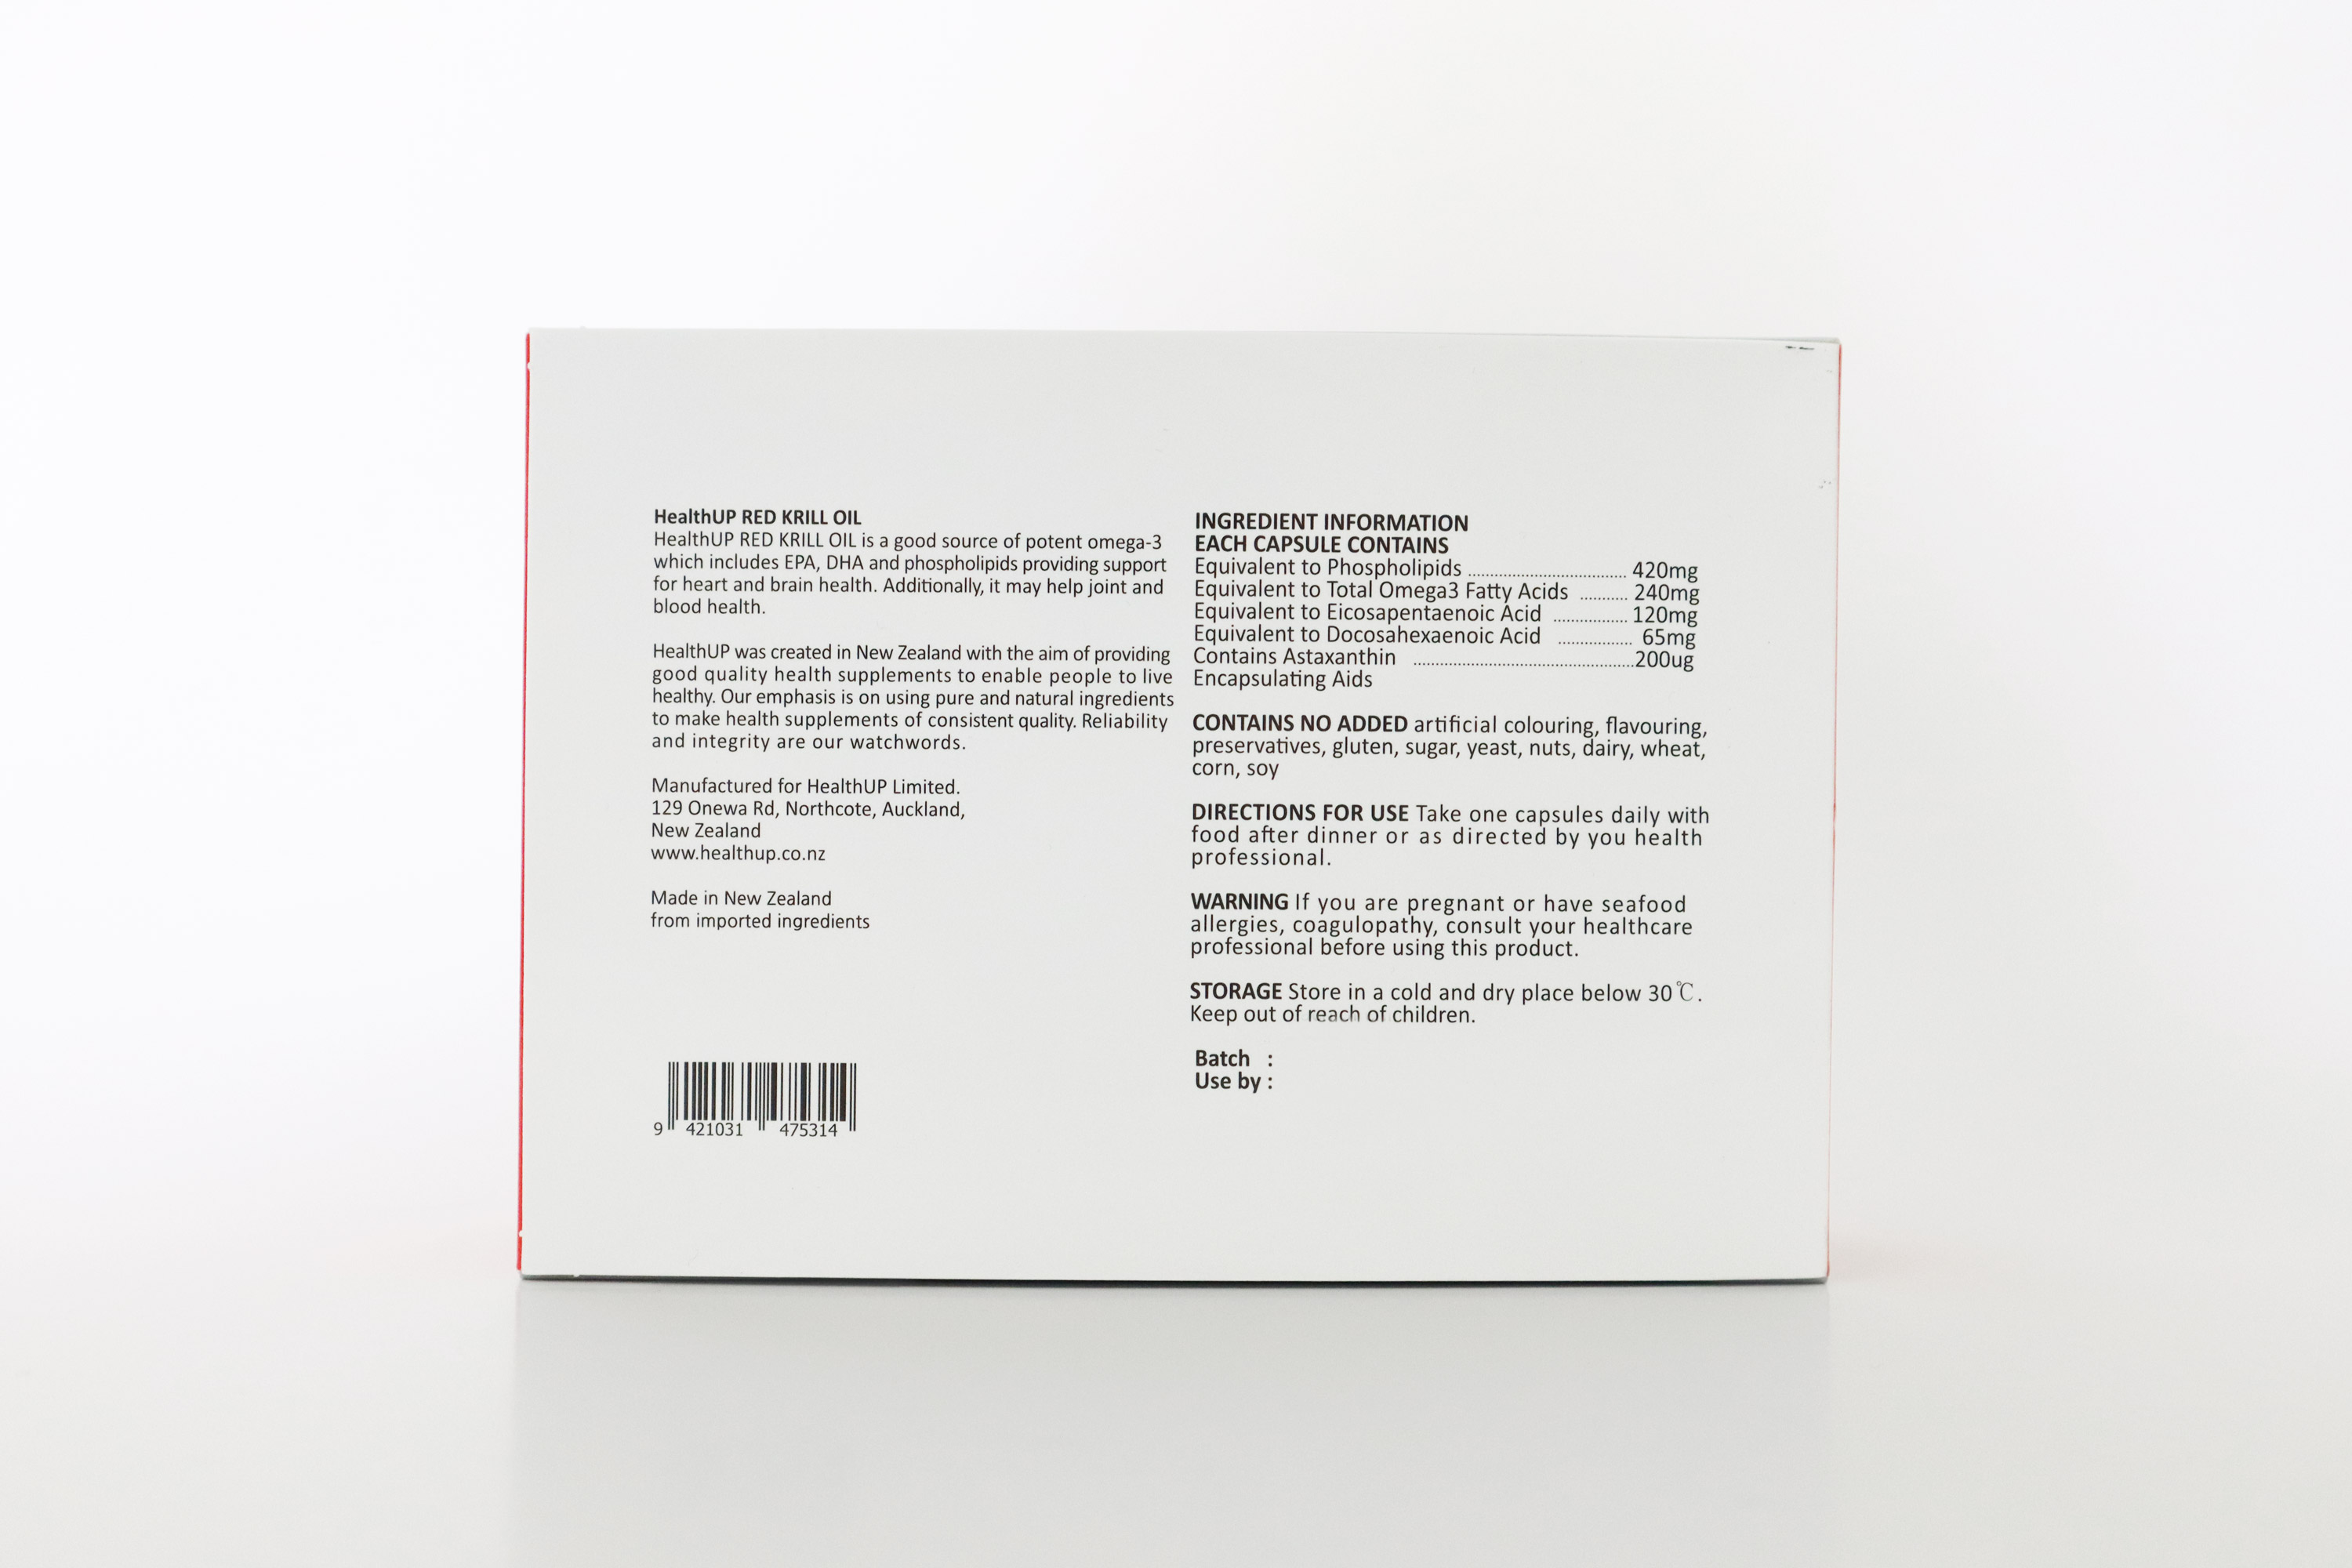 HealthUP RED KRILL OIL
HealthUP RED KRILL OIL is a good source of potent omega-3
which includes EPA, DHA and phospholipids providing support
for heart and brain health. Additionally, it may help joint and
blood health.
HealthUP was created in New Zealand with the aim of providing
good quality health supplements to enable people to live
healthy. Our emphasis is on using pure and natural ingredients
to make health supplements of consistent quality. Reliability
and integrity are our watchwords.
Manufactured for HealthUP Limited.
129 Onewa Rd, Northcote, Auckland,
New Zealand
www.healthup.co.nz
Made in New Zealand
from imported ingredients
9 421031 475314
INGREDIENT INFORMATION
EACH CAPSULE CONTAINS
Equivalent to Phospholipids ................................ 420mg
Equivalent to Total Omega3 Fatty Acids .......... 240mg
Equivalent to Eicosapentaenoic Acid ............... 120mg
Equivalent to Docosahexaenoic Acid ............... 65mg
Contains Astaxanthin .............................................200ug
Encapsulating Aids
CONTAINS NO ADDED artificial colouring, flavouring,
preservatives, gluten, sugar, yeast, nuts, dairy, wheat,
corn, soy
DIRECTIONS FOR USE Take one capsules daily with
food after dinner or as directed by you health
professional.
WARNING If you are pregnant or have seafood
allergies, coagulopathy, consult your healthcare
professional before using this product.
STORAGE Store in a cold and dry place below 30℃.
Keep out of reach of children.
Batch :
Use by :